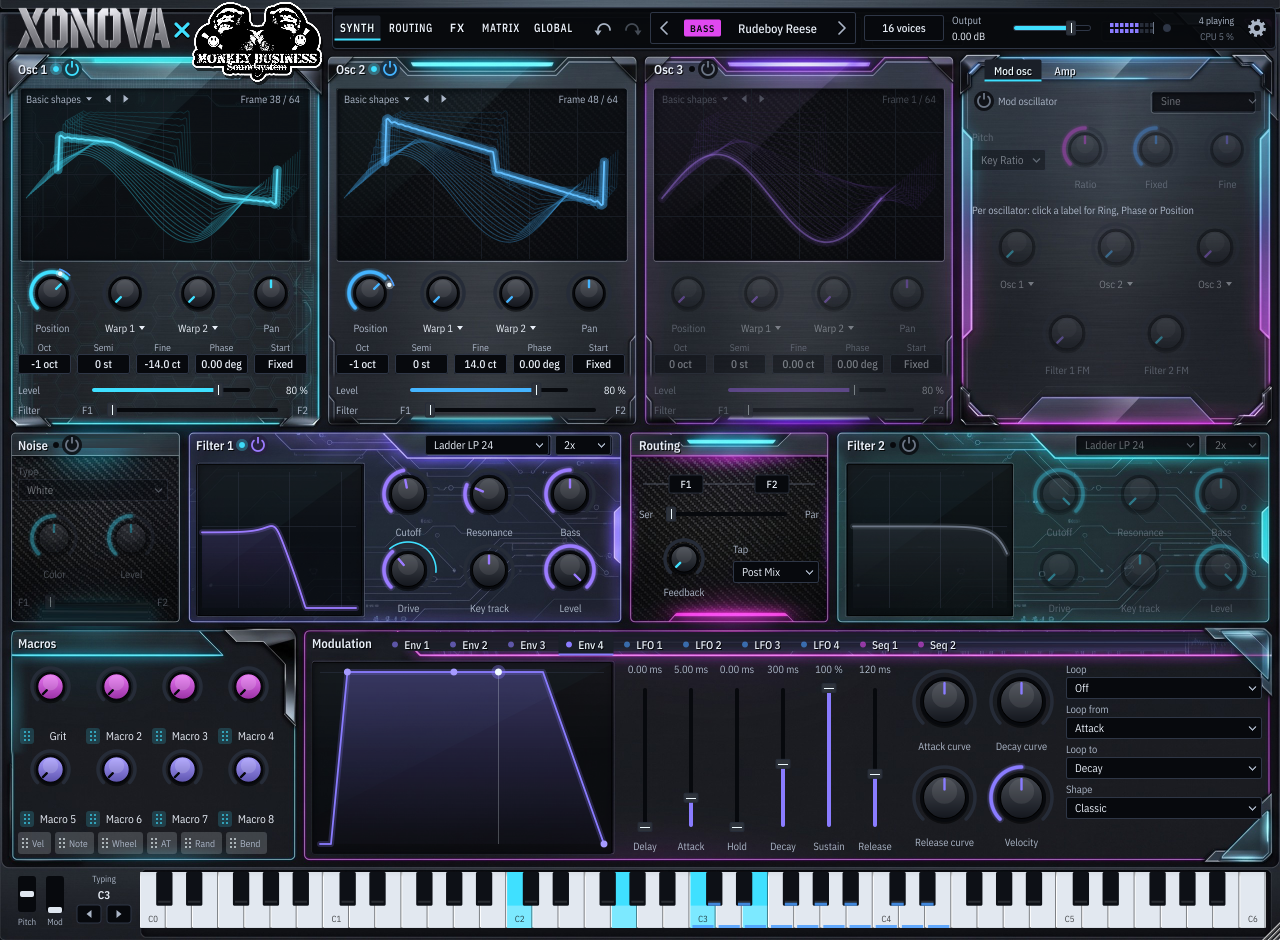 XONOVA
MONKEY BUSINESS
Soundsystem
SYNTH ROUTING FX MATRIX GLOBAL
BASS Rudeboy Reese
16 voices
Output
0.00 dB
4 playing
CPU 5 %
Osc 1
Basic shapes Frame 38 / 64
Position Warp 1 Warp 2 Pan
Oct Semi Fine Phase Start
-1 oct 0 st -14.0 ct 0.00 deg Fixed
Level 80 %
Filter F1 F2
Osc 2
Basic shapes Frame 48 / 64
Position Warp 1 Warp 2 Pan
Oct Semi Fine Phase Start
-1 oct 0 st 14.0 ct 0.00 deg Fixed
Level 80 %
Filter F1 F2
Osc 3
Basic shapes Frame 1 / 64
Position Warp 1 Warp 2 Pan
Oct Semi Fine Phase Start
0 oct 0 st 0.00 ct 0.00 deg Fixed
Level 80 %
Filter F1 F2
Mod osc Amp
Mod oscillator Sine
Pitch
Key Ratio
Ratio Fixed Fine
Per oscillator: click a label for Ring, Phase or Position
Osc 1 Osc 2 Osc 3
Filter 1 FM Filter 2 FM
Noise
Type
White
Color Level
F1 F2
Filter 1 Ladder LP 24 2x
Cutoff Resonance Bass
Drive Key track Level
Routing
F1 F2
Ser Par
Tap
Post Mix
Feedback
Filter 2 Ladder LP 24 2x
Cutoff Resonance Bass
Drive Key track Level
Macros
Grit Macro 2 Macro 3 Macro 4
Macro 5 Macro 6 Macro 7 Macro 8
Vel Note Wheel AT Rand Bend
Modulation Env 1 Env 2 Env 3 Env 4 LFO 1 LFO 2 LFO 3 LFO 4 Seq 1 Seq 2
0.00 ms 5.00 ms 0.00 ms 300 ms 100 % 120 ms
Delay Attack Hold Decay Sustain Release
Attack curve Decay curve
Release curve Velocity
Loop
Off
Loop from
Attack
Loop to
Decay
Shape
Classic
Pitch Mod
Typing
C3
C0 C1 C2 C3 C4 C5 C6